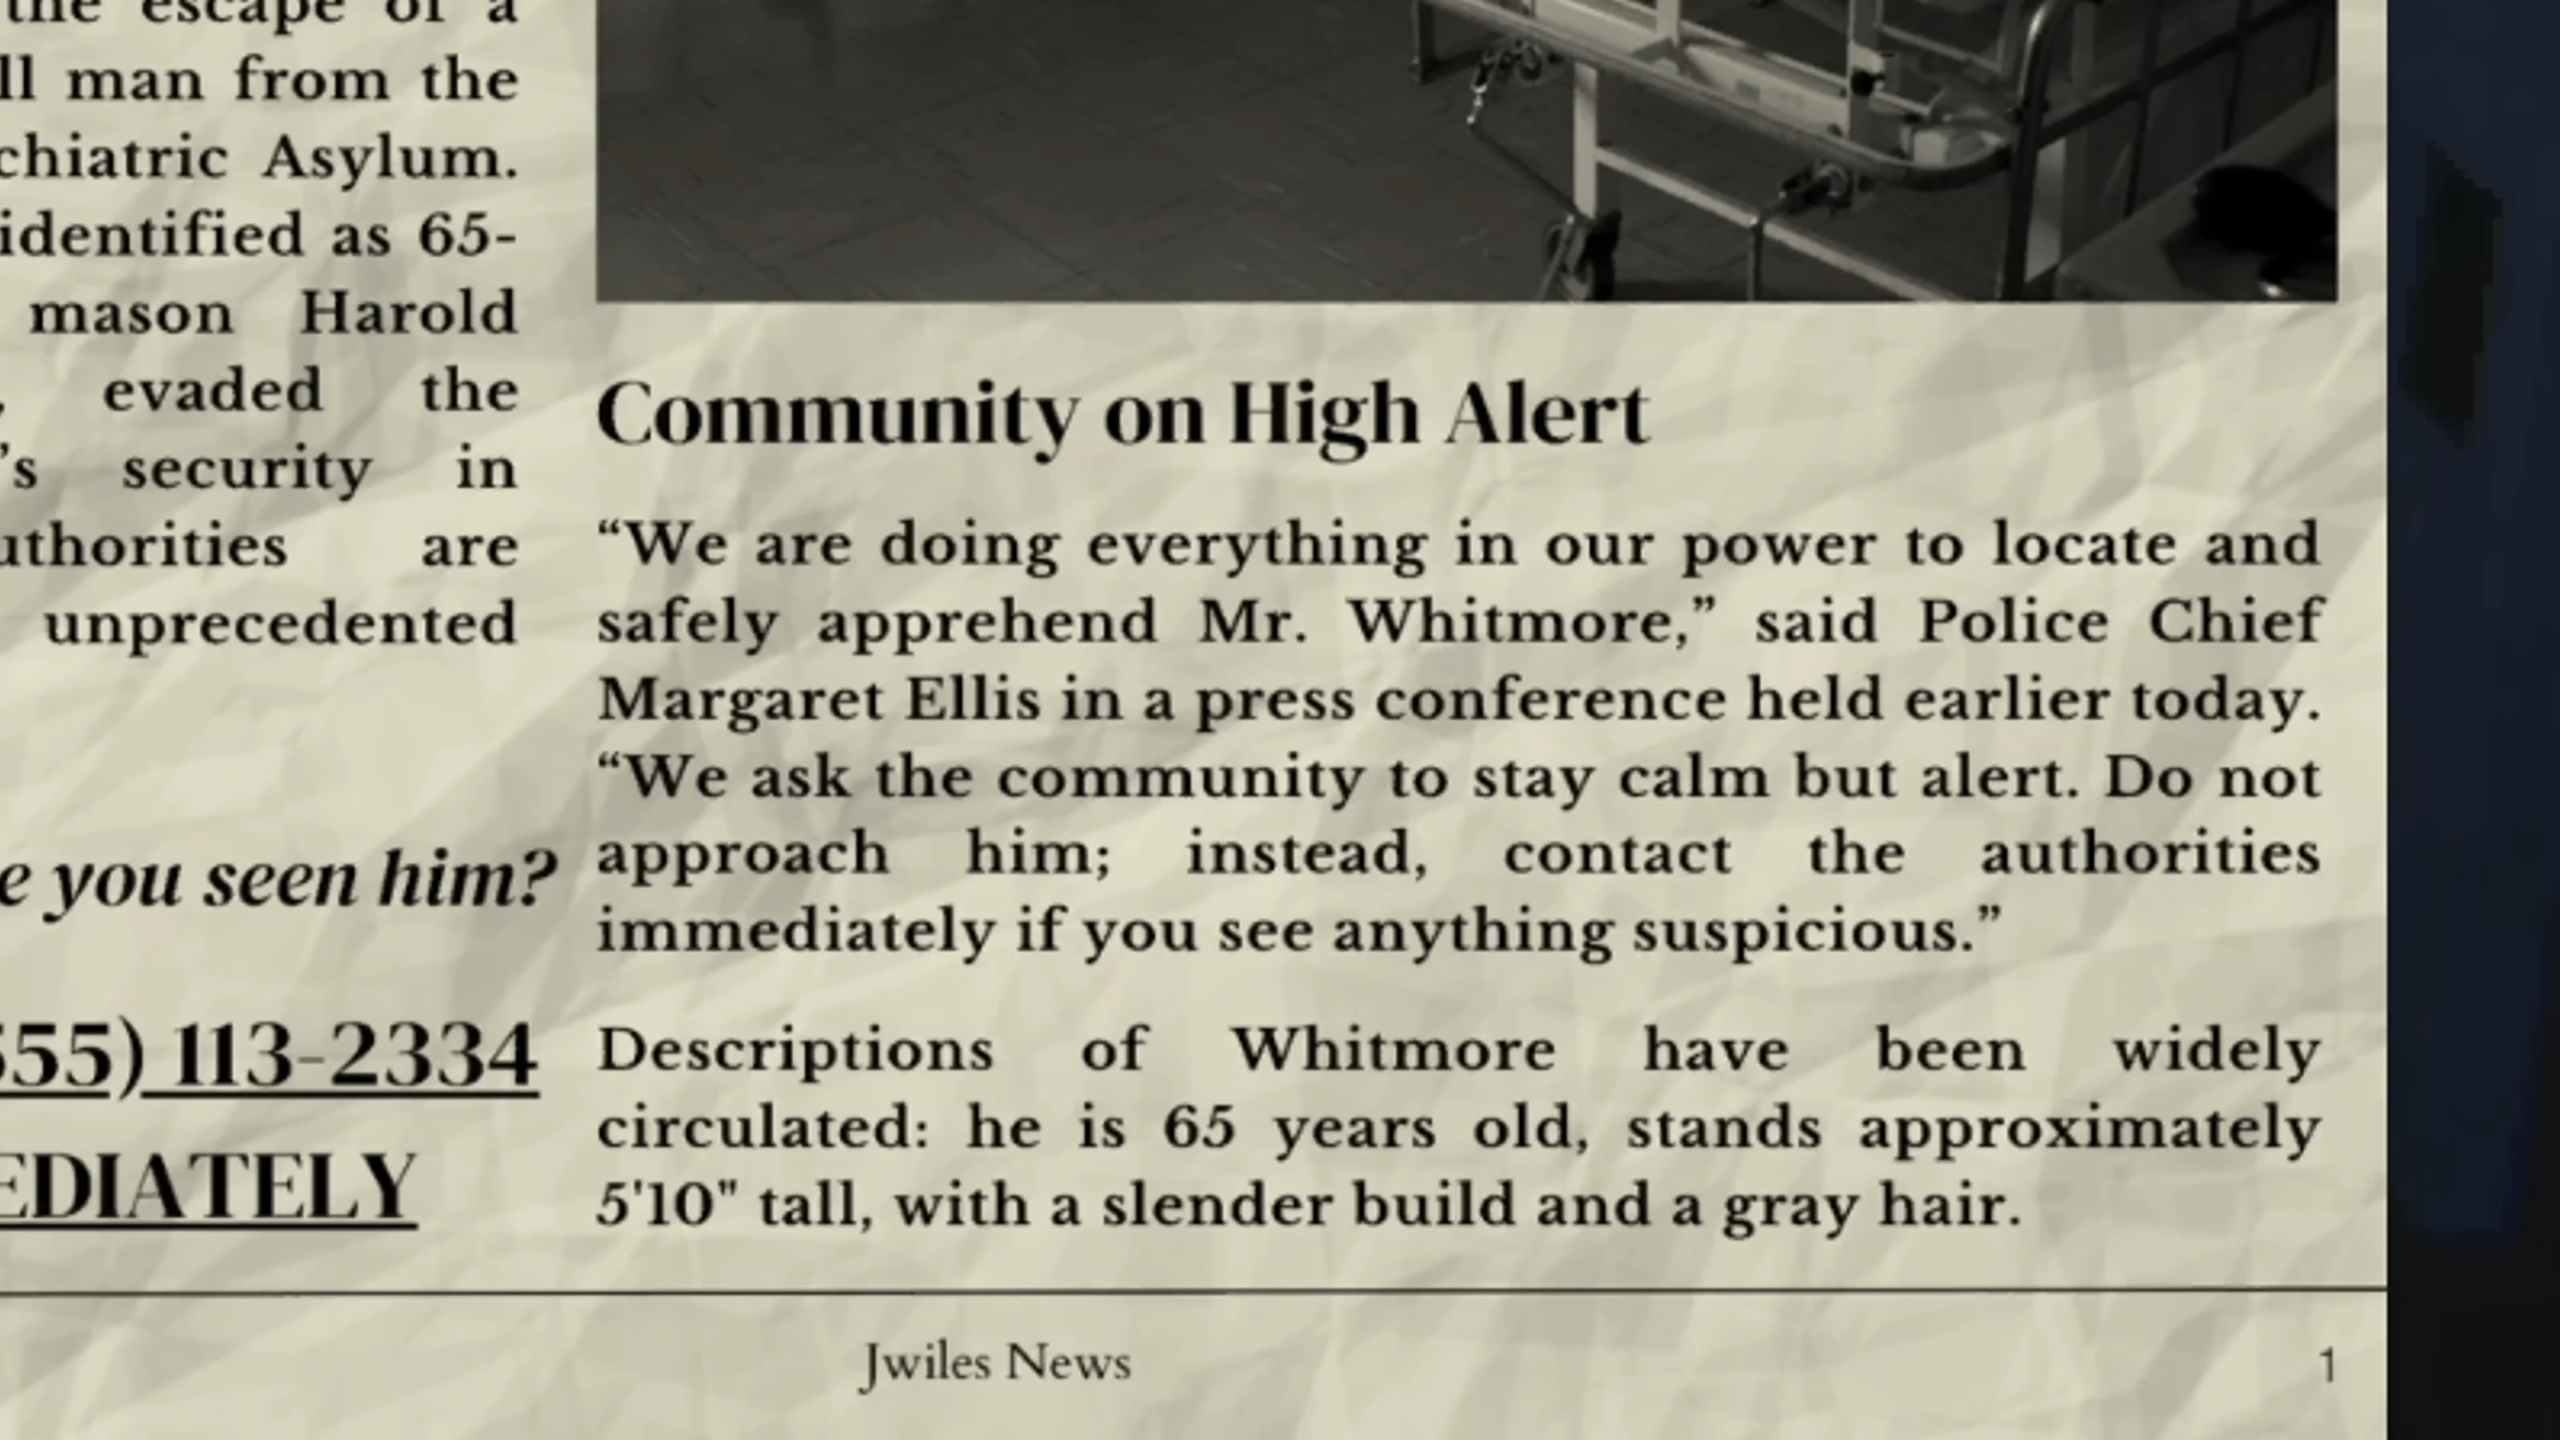 the escape of a
ll man from the
chiatric Asylum.
identified as 65-
mason Harold
, evaded the
's security in
uthorities are
unprecedented
e you seen him?
555) 113-2334
EDIATELY
Community on High Alert
“We are doing everything in our power to locate and
safely apprehend Mr. Whitmore,” said Police Chief
Margaret Ellis in a press conference held earlier today.
“We ask the community to stay calm but alert. Do not
approach him; instead, contact the authorities
immediately if you see anything suspicious.”
Descriptions of Whitmore have been widely
circulated: he is 65 years old, stands approximately
5'10" tall, with a slender build and a gray hair.
Jwiles News
1